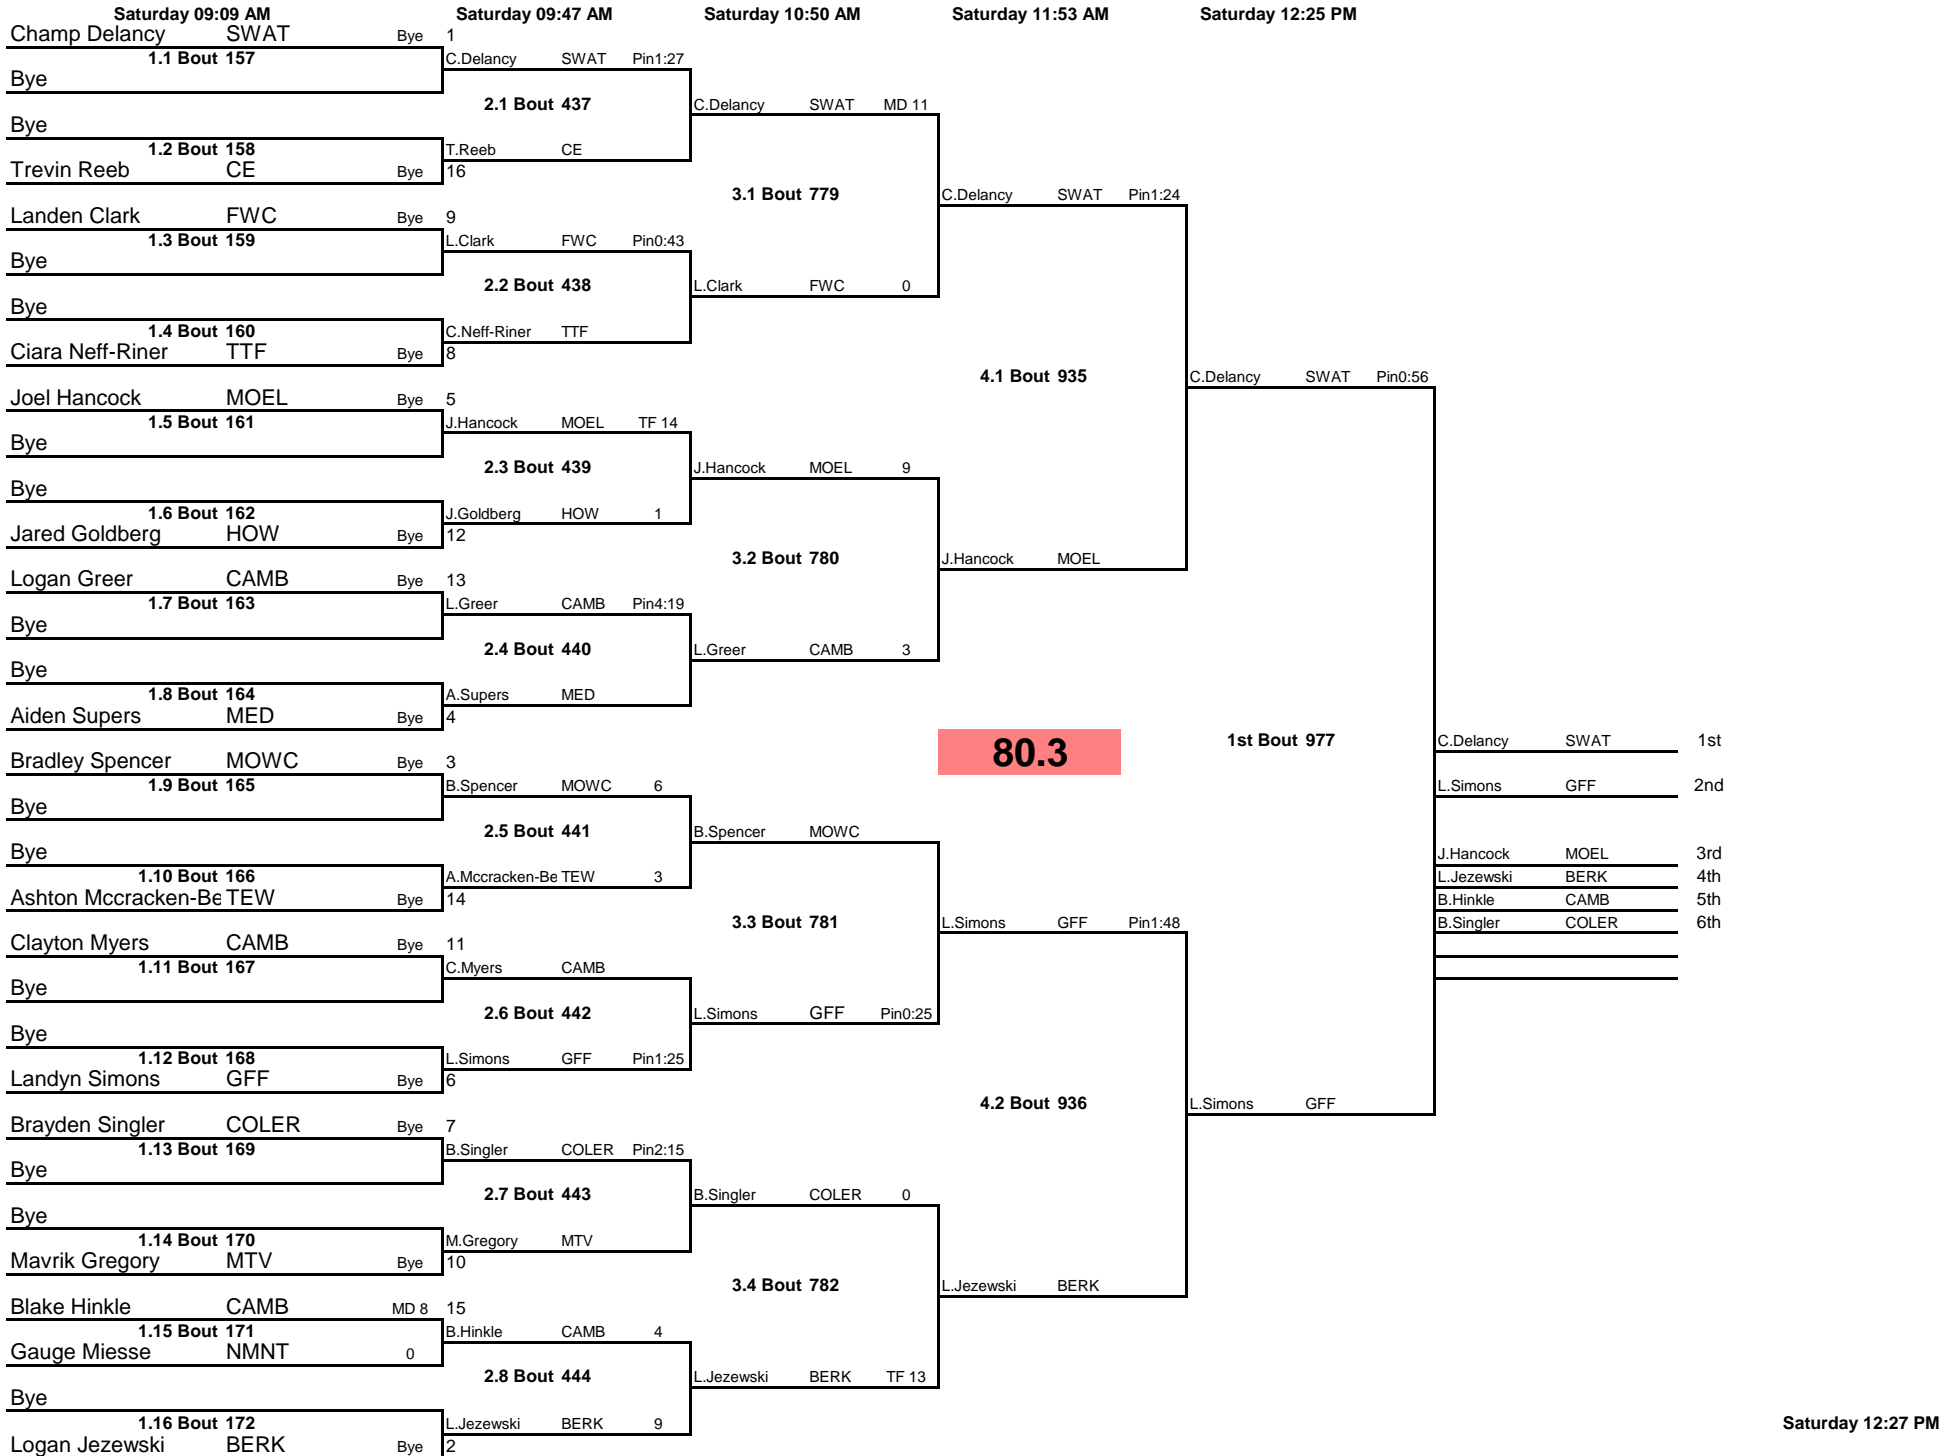 Saturday 09:09 AM Saturday 09:47 AM Saturday 10:50 AM Saturday 11:53 AM Saturday 12:25 PM
Champ Delancy SWAT Bye 1
1.1 Bout 157 C.Delancy SWAT Pin1:27
Bye
2.1 Bout 437 C.Delancy SWAT MD 11
Bye
1.2 Bout 158 T.Reeb CE
Trevin Reeb CE Bye 16
3.1 Bout 779 C.Delancy SWAT Pin1:24
Landen Clark FWC Bye 9
1.3 Bout 159 L.Clark FWC Pin0:43
Bye
2.2 Bout 438 L.Clark FWC 0
Bye
1.4 Bout 160 C.Neff-Riner TTF
Ciara Neff-Riner TTF Bye 8
4.1 Bout 935 C.Delancy SWAT Pin0:56
Joel Hancock MOEL Bye 5
1.5 Bout 161 J.Hancock MOEL TF 14
Bye
2.3 Bout 439 J.Hancock MOEL 9
Bye
1.6 Bout 162 J.Goldberg HOW 1
Jared Goldberg HOW Bye 12
3.2 Bout 780 J.Hancock MOEL
Logan Greer CAMB Bye 13
1.7 Bout 163 L.Greer CAMB Pin4:19
Bye
2.4 Bout 440 L.Greer CAMB 3
Bye
1.8 Bout 164 A.Supers MED
Aiden Supers MED Bye 4
80.3 1st Bout 977 C.Delancy SWAT 1st
Bradley Spencer MOWC Bye 3
1.9 Bout 165 B.Spencer MOWC 6 L.Simons GFF 2nd
Bye
2.5 Bout 441 B.Spencer MOWC
Bye J.Hancock MOEL 3rd
1.10 Bout 166 A.Mccracken-Be TEW 3 L.Jezewski BERK 4th
Ashton Mccracken-Be TEW Bye 14 B.Hinkle CAMB 5th
3.3 Bout 781 L.Simons GFF Pin1:48 B.Singler COLER 6th
Clayton Myers CAMB Bye 11
1.11 Bout 167 C.Myers CAMB
Bye
2.6 Bout 442 L.Simons GFF Pin0:25
Bye
1.12 Bout 168 L.Simons GFF Pin1:25
Landyn Simons GFF Bye 6
4.2 Bout 936 L.Simons GFF
Brayden Singler COLER Bye 7
1.13 Bout 169 B.Singler COLER Pin2:15
Bye
2.7 Bout 443 B.Singler COLER 0
Bye
1.14 Bout 170 M.Gregory MTV
Mavrik Gregory MTV Bye 10
3.4 Bout 782 L.Jezewski BERK
Blake Hinkle CAMB MD 8 15
1.15 Bout 171 B.Hinkle CAMB 4
Gauge Miesse NMNT 0
2.8 Bout 444 L.Jezewski BERK TF 13
Bye
1.16 Bout 172 L.Jezewski BERK 9 Saturday 12:27 PM
Logan Jezewski BERK Bye 2